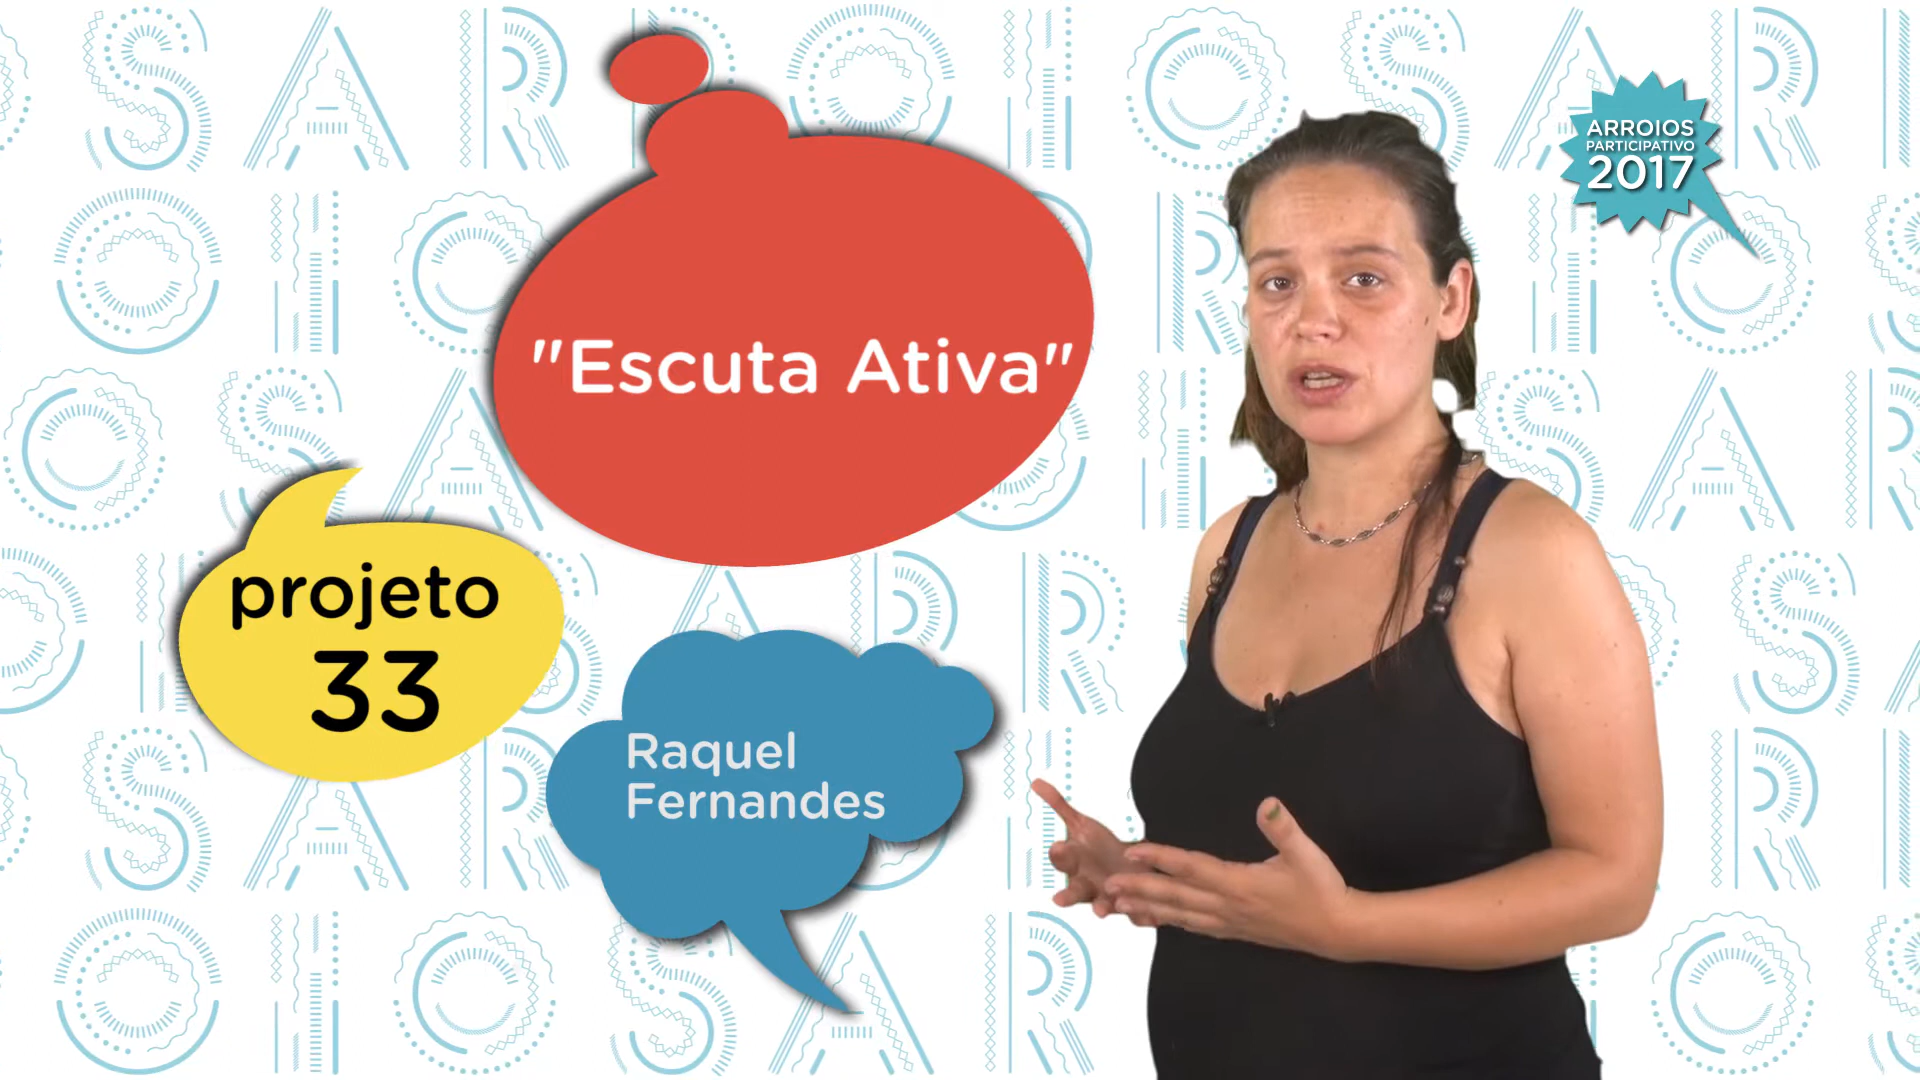 "Escuta Ativa"
projeto
33
Raquel
Fernandes
ARROIOS
PARTICIPATIVO
2017